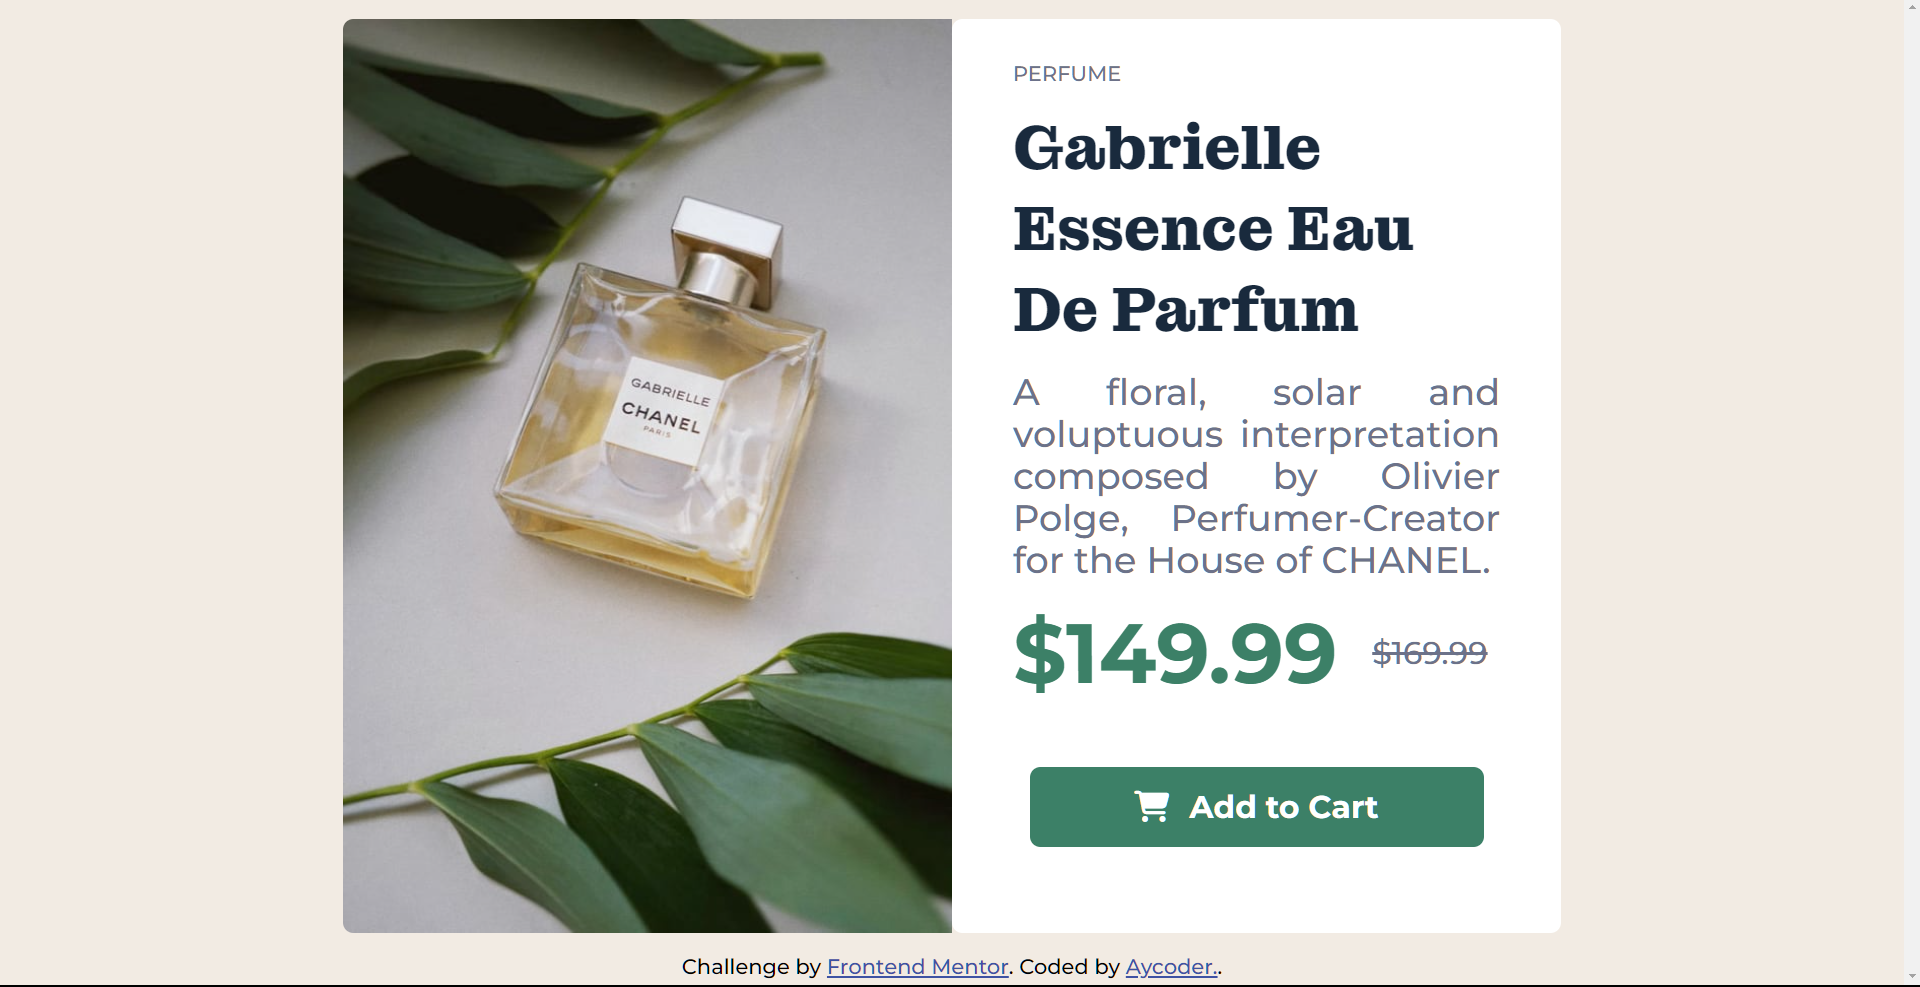 GABRIELLE
CHANEL
PARIS
PERFUME
Gabrielle
Essence Eau
De Parfum
A floral, solar and
voluptuous interpretation
composed by Olivier
Polge, Perfumer-Creator
for the House of CHANEL.
$149.99 $169.99
Add to Cart
Challenge by Frontend Mentor. Coded by Aycoder..